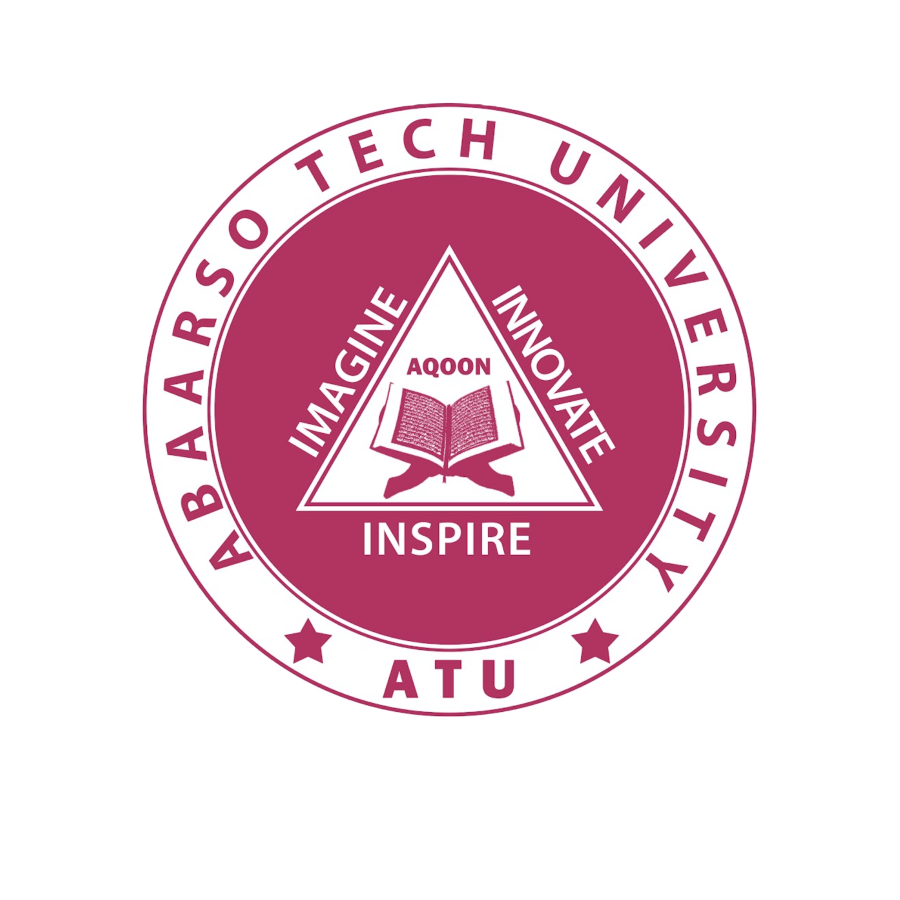 ABAARSO TECH UNIVERSITY
IMAGINE
INNOVATE
AQOON
INSPIRE
ATU